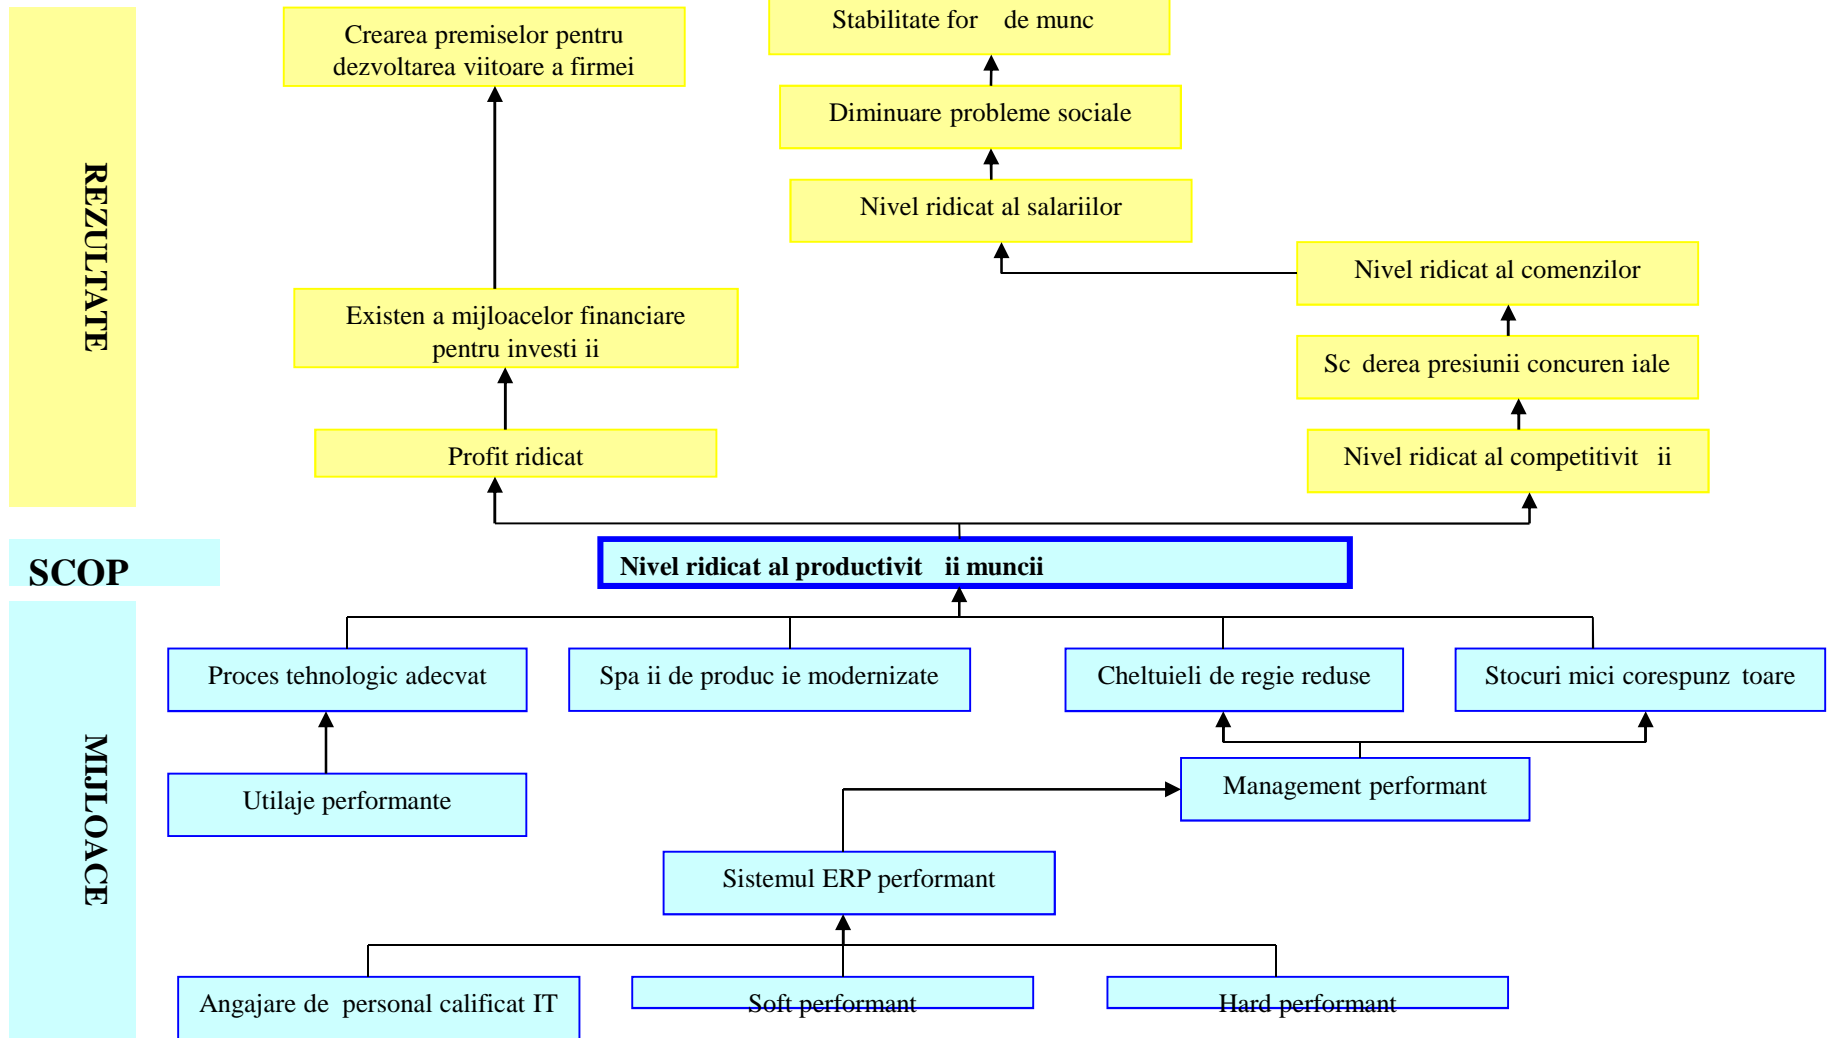 REZULTATE
Crearea premiselor pentru
dezvoltarea viitoare a firmei
Stabilitate for de munc
Diminuare probleme sociale
Nivel ridicat al salariilor
Nivel ridicat al comenzilor
Existen a mijloacelor financiare
pentru investi ii
Sc derea presiunii concuren iale
Profit ridicat
Nivel ridicat al competitivit ii
SCOP
Nivel ridicat al productivit ii muncii
MIJLOACE
Proces tehnologic adecvat
Spa ii de produc ie modernizate
Cheltuieli de regie reduse
Stocuri mici corespunz toare
Utilaje performante
Management performant
Sistemul ERP performant
Angajare de personal calificat IT
Soft performant
Hard performant